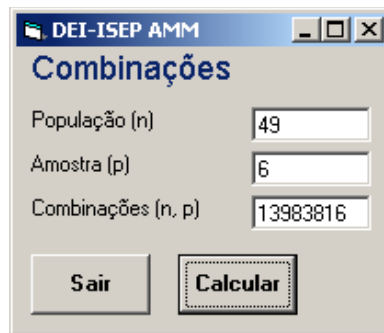 DEI-ISEP AMM
Combinações
População (n) 49
Amostra (p) 6
Combinações (n, p) 13983816
Sair Calcular